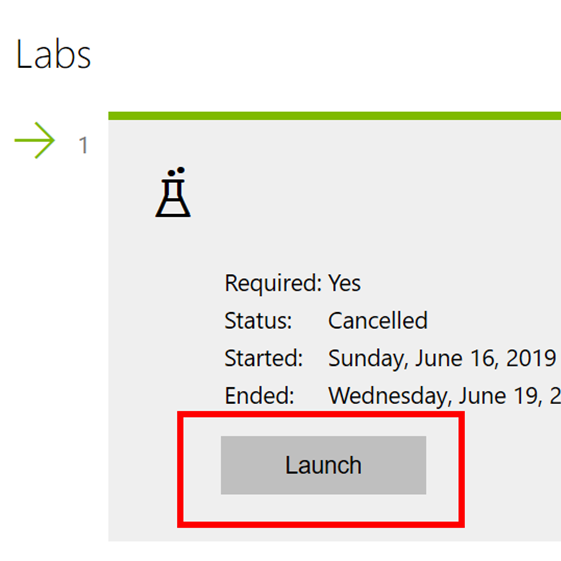 Labs
1
Required: Yes
Status: Cancelled
Started: Sunday, June 16, 2019
Ended: Wednesday, June 19, 2
Launch